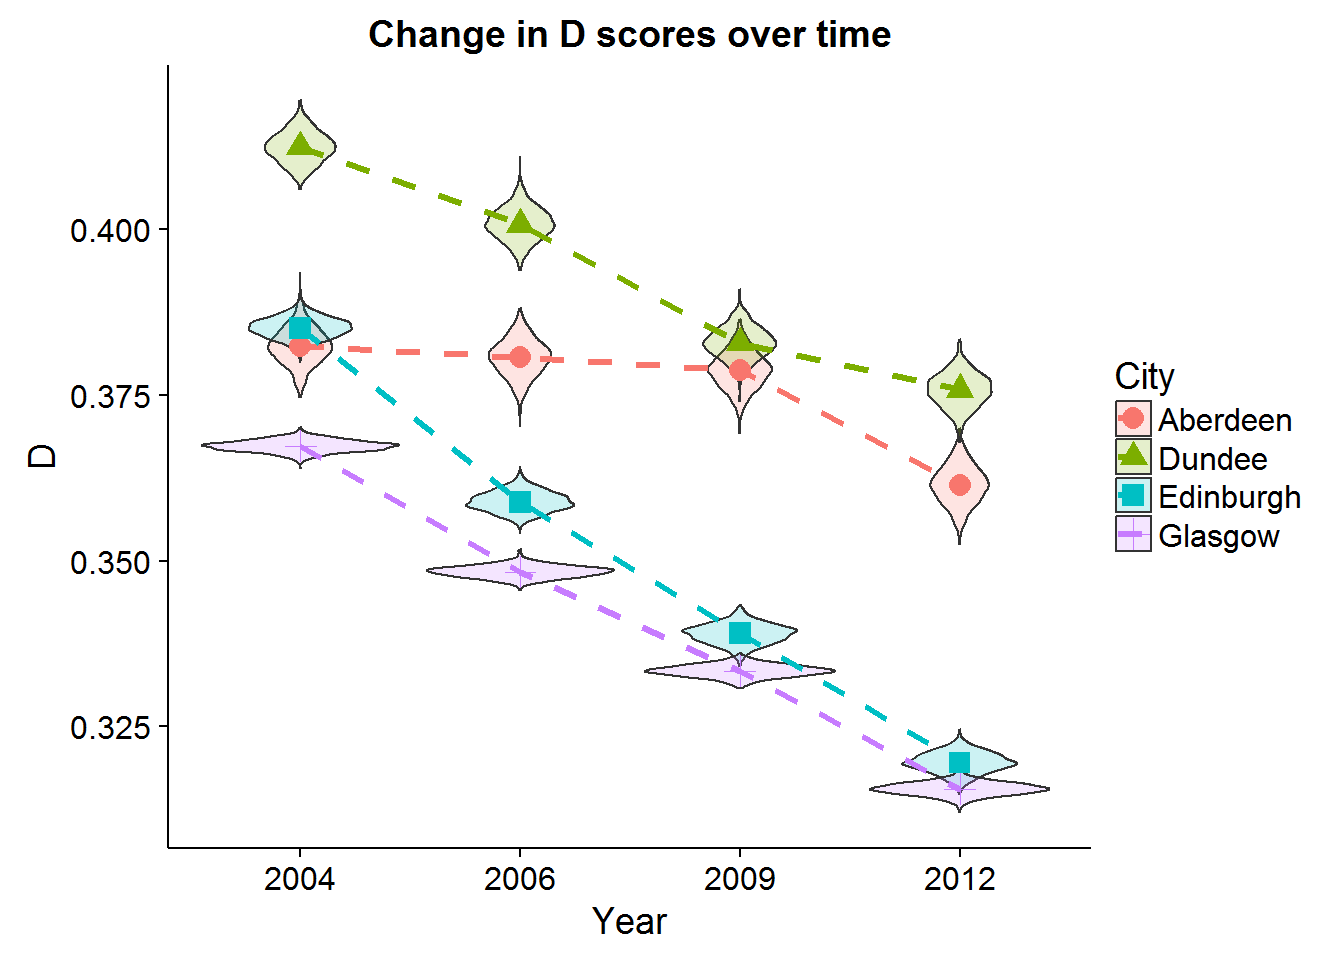 Change in D scores over time
D
0.400
0.375
0.350
0.325
2004 2006 2009 2012
Year
City
Aberdeen
Dundee
Edinburgh
Glasgow